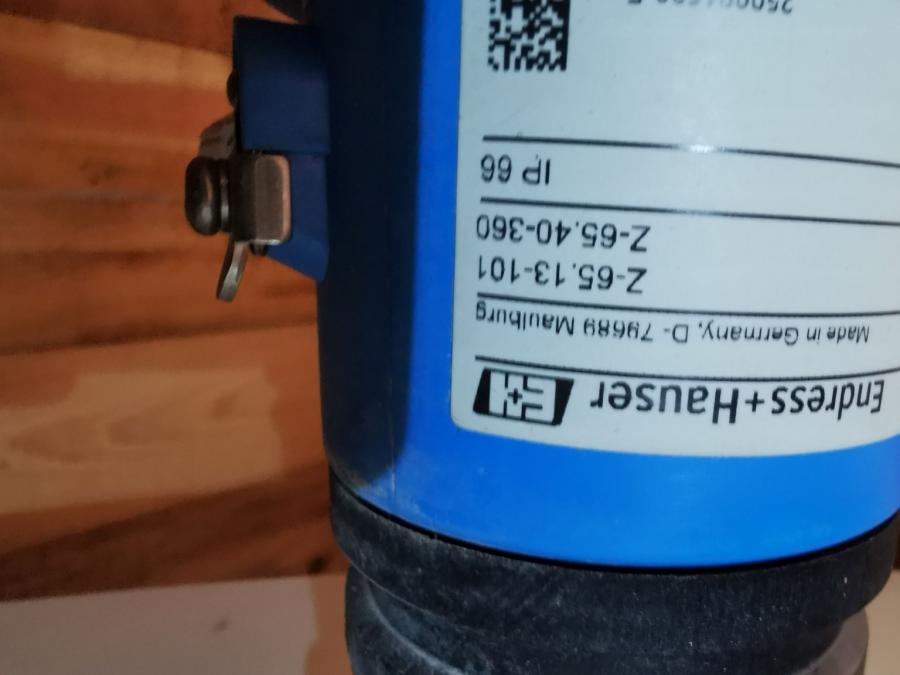 Endress+Hauser
Made in Germany, D- 79689 Maulburg
Z-65.13-101
Z-65.40-360
IP 66